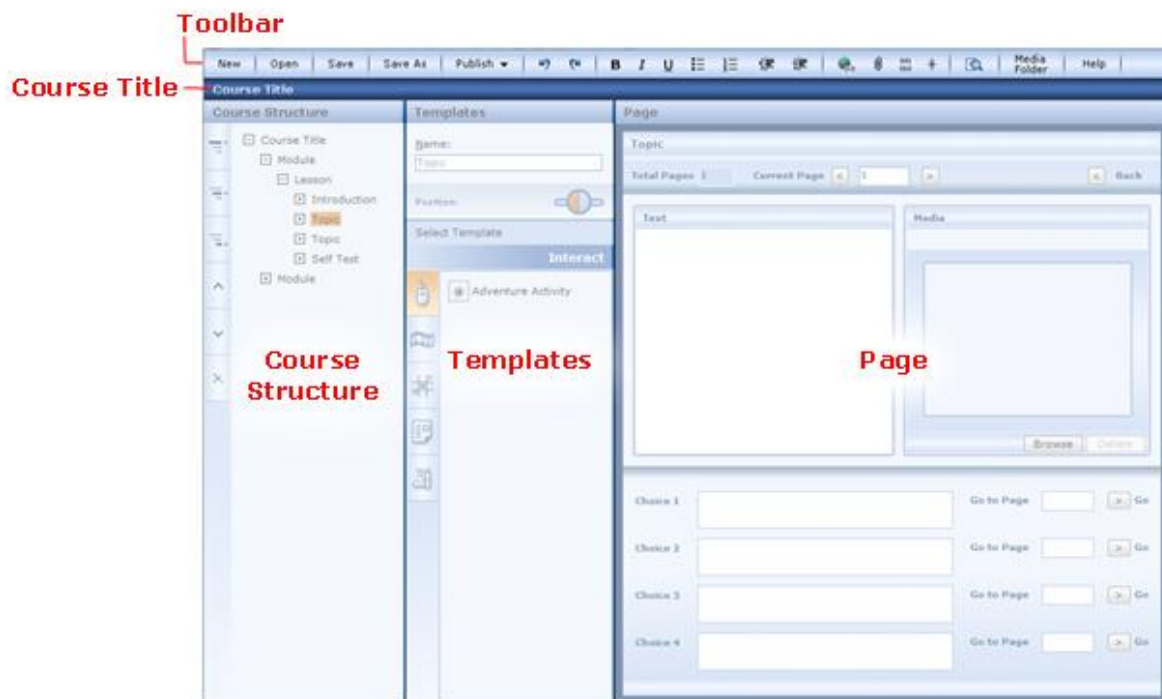 Toolbar
New Open Save Save As Publish B I U Media Folder Help
Course Title
Course Title
Course Structure Templates Page
Course Title
Module
Lesson
Introduction
Topic
Topic
Self Test
Module
Course Structure
Name:
Topic
Position:
Select Template
Interact
Adventure Activity
Templates
Topic
Total Pages 1 Current Page < 1 > < Back
Text Media
Page
Browse Delete
Choice 1 Go to Page > Go
Choice 2 Go to Page > Go
Choice 3 Go to Page > Go
Choice 4 Go to Page > Go